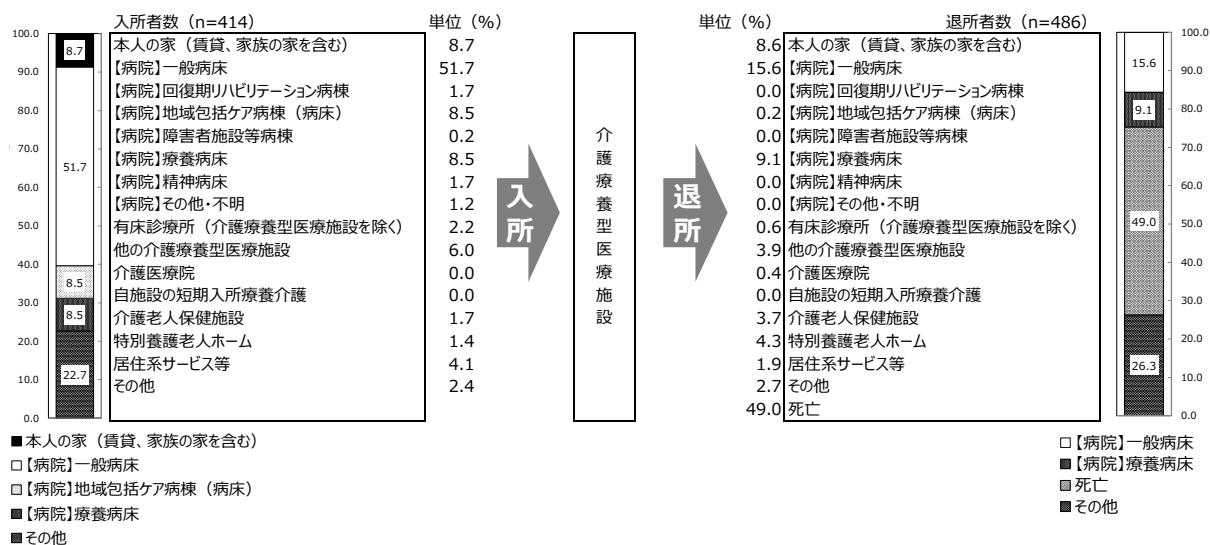 入所者数（n=414） 単位（%）
本人の家（賃貸、家族の家を含む） 8.7
【病院】一般病床 51.7
【病院】回復期リハビリテーション病棟 1.7
【病院】地域包括ケア病棟（病床） 8.5
【病院】障害者施設等病棟 0.2
【病院】療養病床 8.5
【病院】精神病床 1.7
【病院】その他・不明 1.2
有床診療所（介護療養型医療施設を除く） 2.2
他の介護療養型医療施設 6.0
介護医療院 0.0
自施設の短期入所療養介護 0.0
介護老人保健施設 1.7
特別養護老人ホーム 1.4
居住系サービス等 4.1
その他 2.4
100.0
90.0
80.0
70.0
60.0
50.0
40.0
30.0
20.0
10.0
0.0
8.7
51.7
8.5
8.5
22.7
■本人の家（賃貸、家族の家を含む）
□【病院】一般病床
【病院】地域包括ケア病棟（病床）
【病院】療養病床
その他
入所
介護療養型医療施設
退所
単位（%） 退所者数（n=486）
8.6 本人の家（賃貸、家族の家を含む）
15.6 【病院】一般病床
0.0 【病院】回復期リハビリテーション病棟
0.2 【病院】地域包括ケア病棟（病床）
0.0 【病院】障害者施設等病棟
9.1 【病院】療養病床
0.0 【病院】精神病床
0.0 【病院】その他・不明
0.6 有床診療所（介護療養型医療施設を除く）
3.9 他の介護療養型医療施設
0.4 介護医療院
0.0 自施設の短期入所療養介護
3.7 介護老人保健施設
4.3 特別養護老人ホーム
1.9 居住系サービス等
2.7 その他
49.0 死亡
15.6
9.1
49.0
26.3
100.0
90.0
80.0
70.0
60.0
50.0
40.0
30.0
20.0
10.0
0.0
□【病院】一般病床
【病院】療養病床
死亡
その他